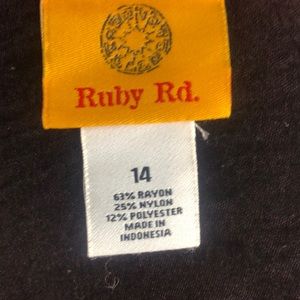 Ruby Rd.
14
63% RAYON
25% NYLON
12% POLYESTER
MADE IN
INDONESIA